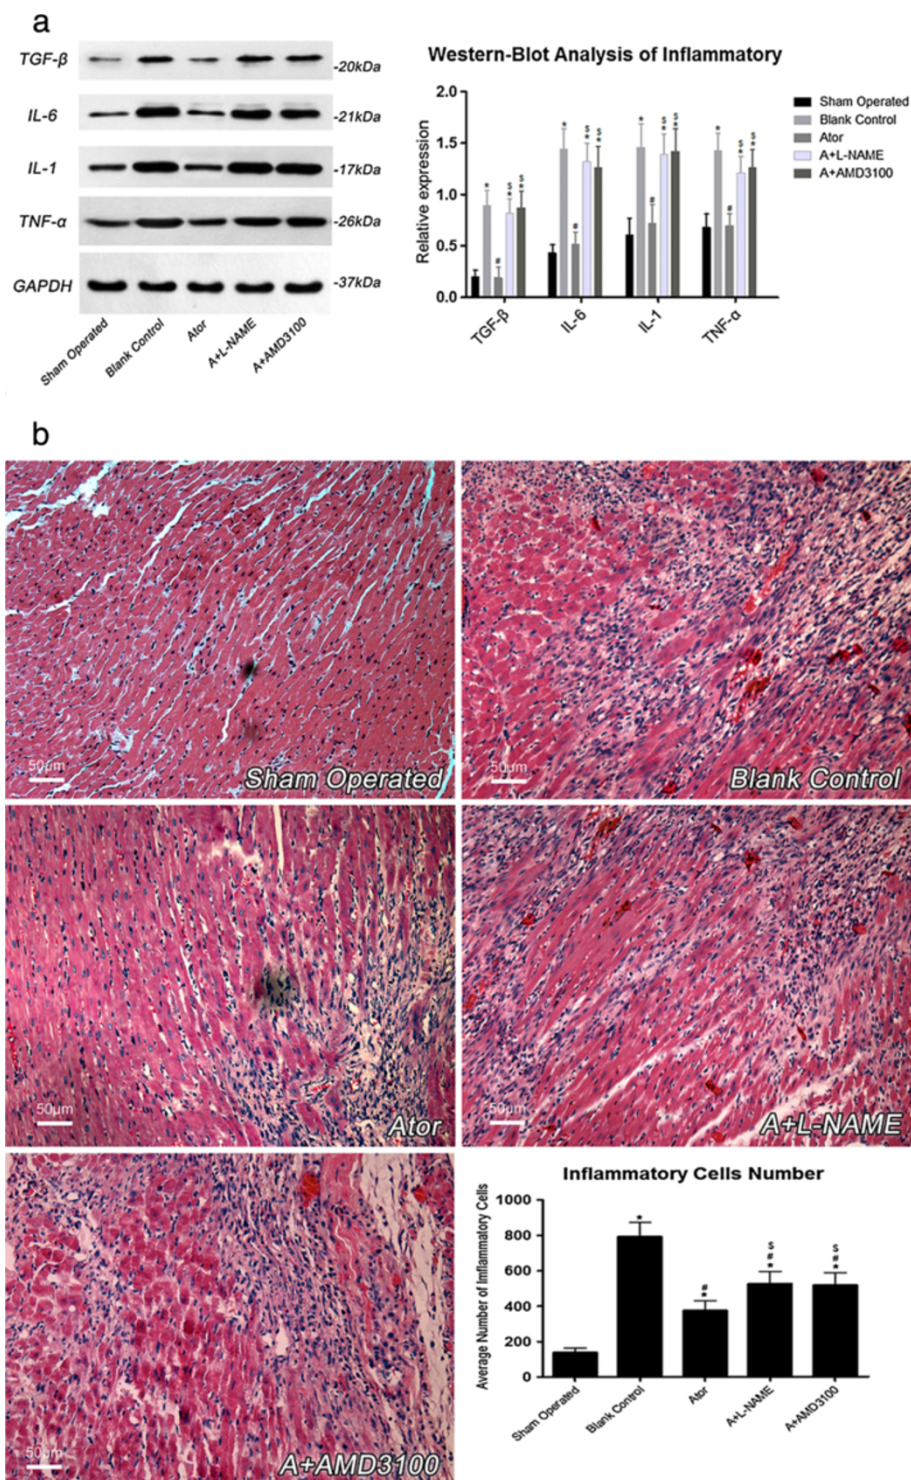 a
TGF-β
-20kDa
IL-6
-21kDa
IL-1
-17kDa
TNF-α
-26kDa
GAPDH
-37kDa
Sham Operated
Blank Control
Ator
A+L-NAME
A+AMD3100
Western-Blot Analysis of Inflammatory
Relative expression
2.0
1.5
1.0
0.5
0.0
* # $* $*
* # $* $*
* # $* $*
* # $* $*
TGF-β
IL-6
IL-1
TNF-α
Sham Operated
Blank Control
Ator
A+L-NAME
A+AMD3100
b
50μm
Sham Operated
50μm
Blank Control
50μm
Ator
50μm
A+L-NAME
50μm
A+AMD3100
Inflammatory Cells Number
Average Number of Inflammatory Cells
1000
800
600
400
200
0
* #* $#* $#*
Sham Operated
Blank Control
Ator
A+L-NAME
A+AMD3100